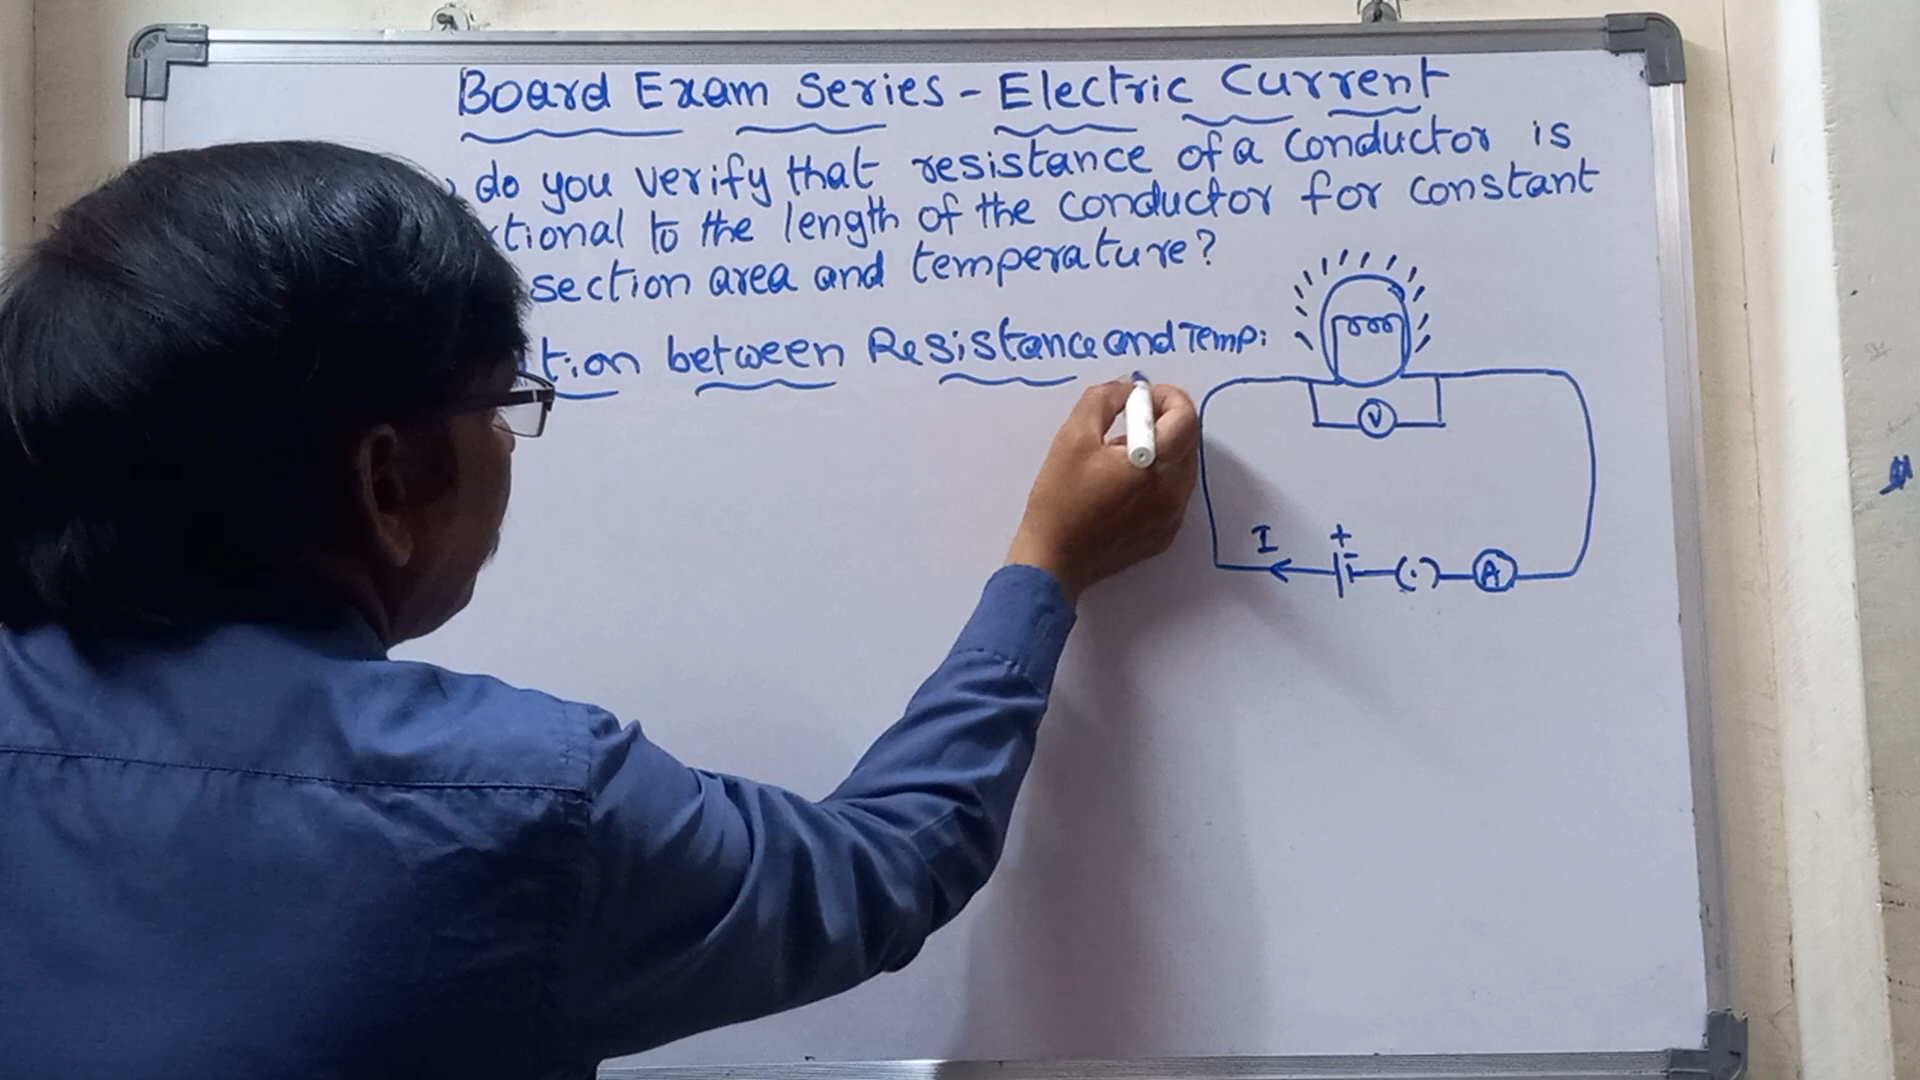 Board Exam Series - Electric Current
do you verify that resistance of a conductor is
tional to the length of the conductor for constant
section area and temperature?
tion between Resistance and Temp:
V
I
+
-
(.)
A